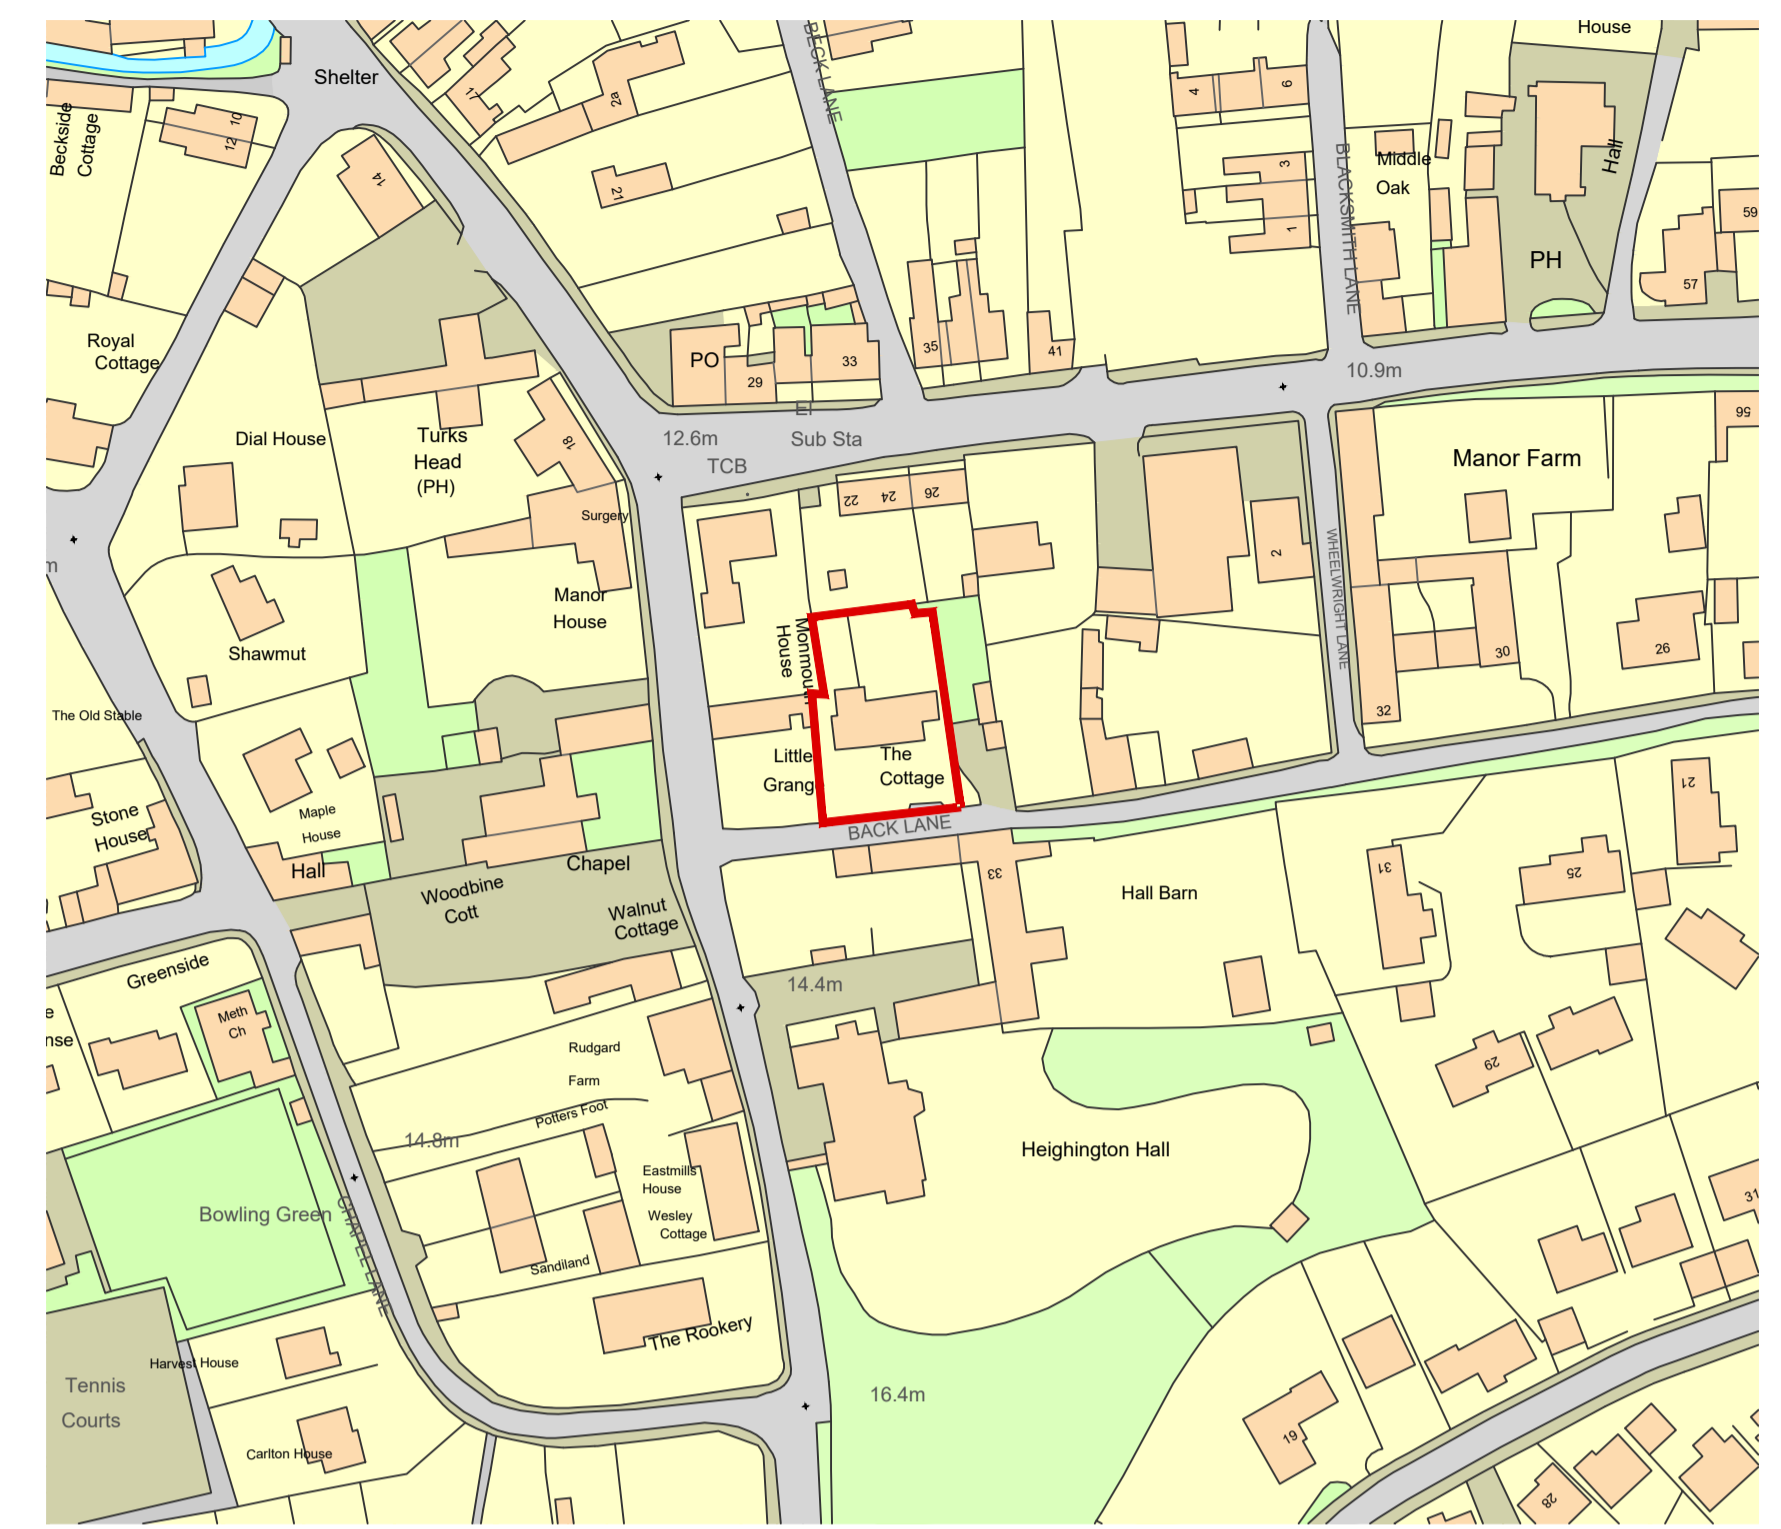 House
Shelter
BECK LANE
17
2a
4
6
Beckside
Cottage
10
12
14
21
3
1
BLACKSMITH LANE
Middle
Oak
Hall
59
PH
57
Royal
Cottage
PO
29
33
35
41
10.9m
El
Sub Sta
12.6m
TCB
Dial House
Turks
Head
(PH)
18
Surgery
22
24
26
2
Manor Farm
56
WHEELWRIGHT LANE
m
Manor
House
Monmouth
House
Shawmut
30
26
32
The Old Stable
Little
Grang
The
Cottage
BACK LANE
21
Stone
House
Maple
House
Hall
Chapel
Woodbine
Cott
Walnut
Cottage
33
Hall Barn
31
25
Greenside
14.4m
Meth
Ch
e
nse
Rudgard
Farm
Potters Foot
14.8m
29
Heighington Hall
Eastmills
House
Wesley
Cottage
Sandiland
Bowling Green
CHAPEL LANE
31
The Rookery
Harvest House
Tennis
Courts
16.4m
Carlton House
19
28